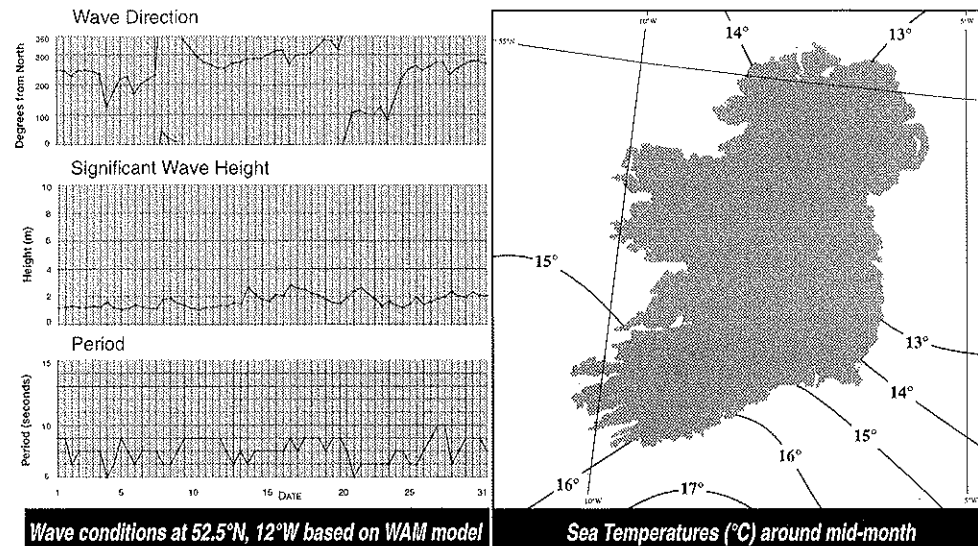 Wave Direction
Degrees from North
360
300
200
100
0
Significant Wave Height
Height (m)
10
8
6
4
2
0
Period
Period (seconds)
15
10
5
1
5
10
15
DATE
20
25
31
Wave conditions at 52.5°N, 12°W based on WAM model
10°W
5°W
55°N
14°
13°
15°
13°
14°
15°
16°
16°
17°
10°W
Sea Temperatures (°C) around mid-month